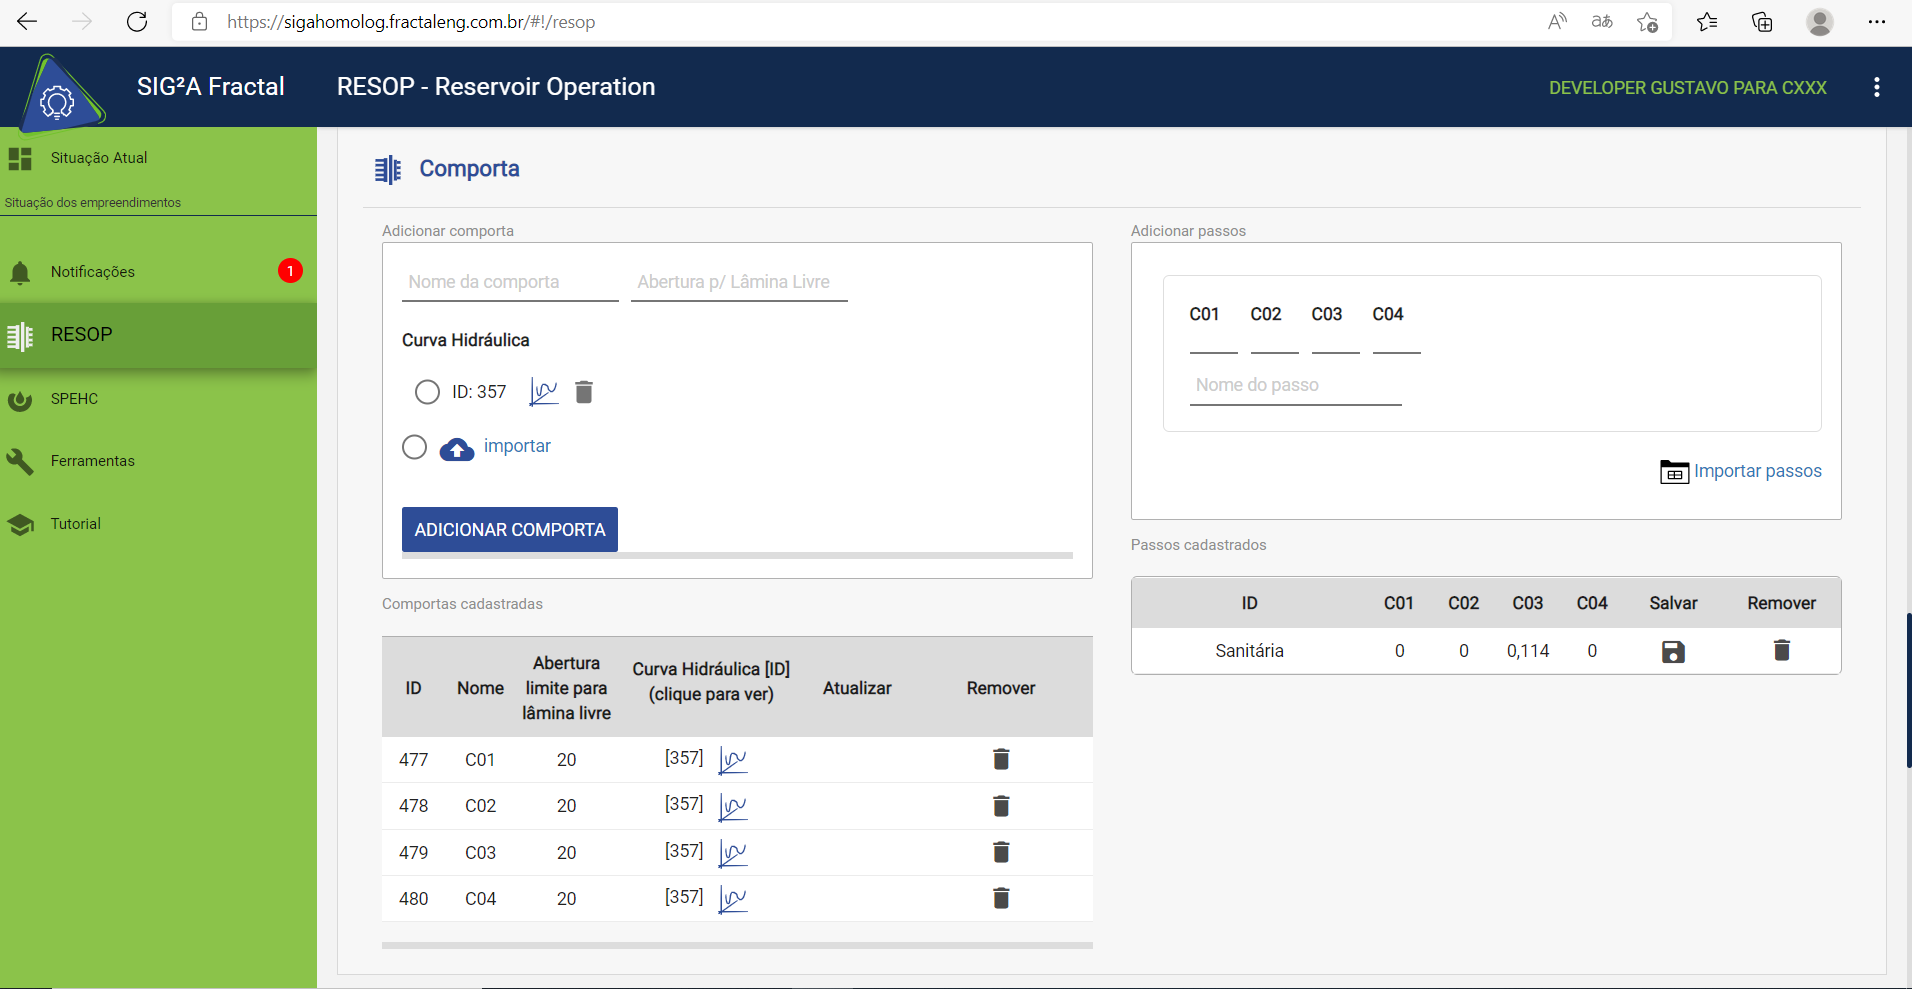 https://sigahomolog.fractaleng.com.br/#!/resop
SIG²A Fractal
RESOP - Reservoir Operation
DEVELOPER GUSTAVO PARA CXXX
Situação Atual
Situação dos empreendimentos
Notificações
1
RESOP
SPEHC
Ferramentas
Tutorial
Comporta
Adicionar comporta
Nome da comporta
Abertura p/ Lâmina Livre
Curva Hidráulica
ID: 357
importar
ADICIONAR COMPORTA
Comportas cadastradas
ID Nome Abertura limite para lâmina livre Curva Hidráulica [ID] (clique para ver) Atualizar Remover
477 C01 20 [357]
478 C02 20 [357]
479 C03 20 [357]
480 C04 20 [357]
Adicionar passos
C01 C02 C03 C04
Nome do passo
Importar passos
Passos cadastrados
ID C01 C02 C03 C04 Salvar Remover
Sanitária 0 0 0,114 0